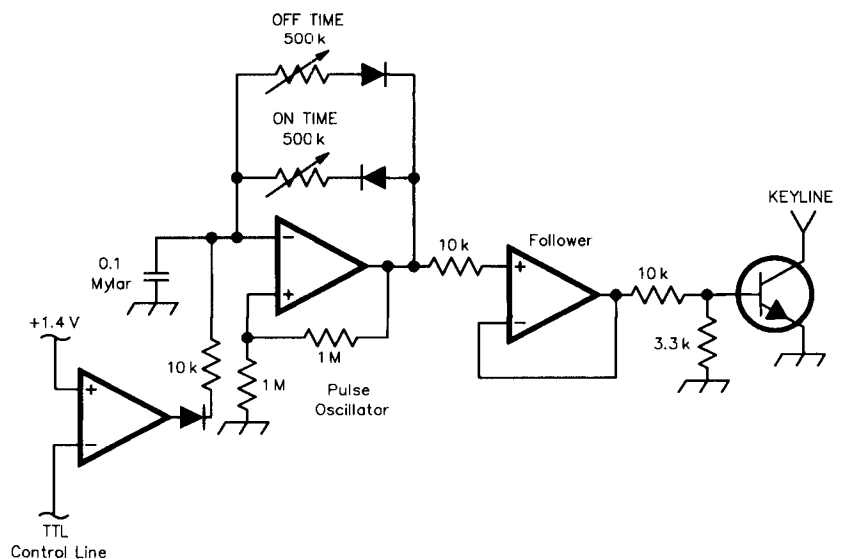 OFF TIME
500 k
ON TIME
500 k
KEYLINE
−
+
10 k
Follower
+
−
10 k
0.1
Mylar
+1.4 V
10 k
1 M
1 M
3.3 k
Pulse
Oscillator
+
−
TTL
Control Line